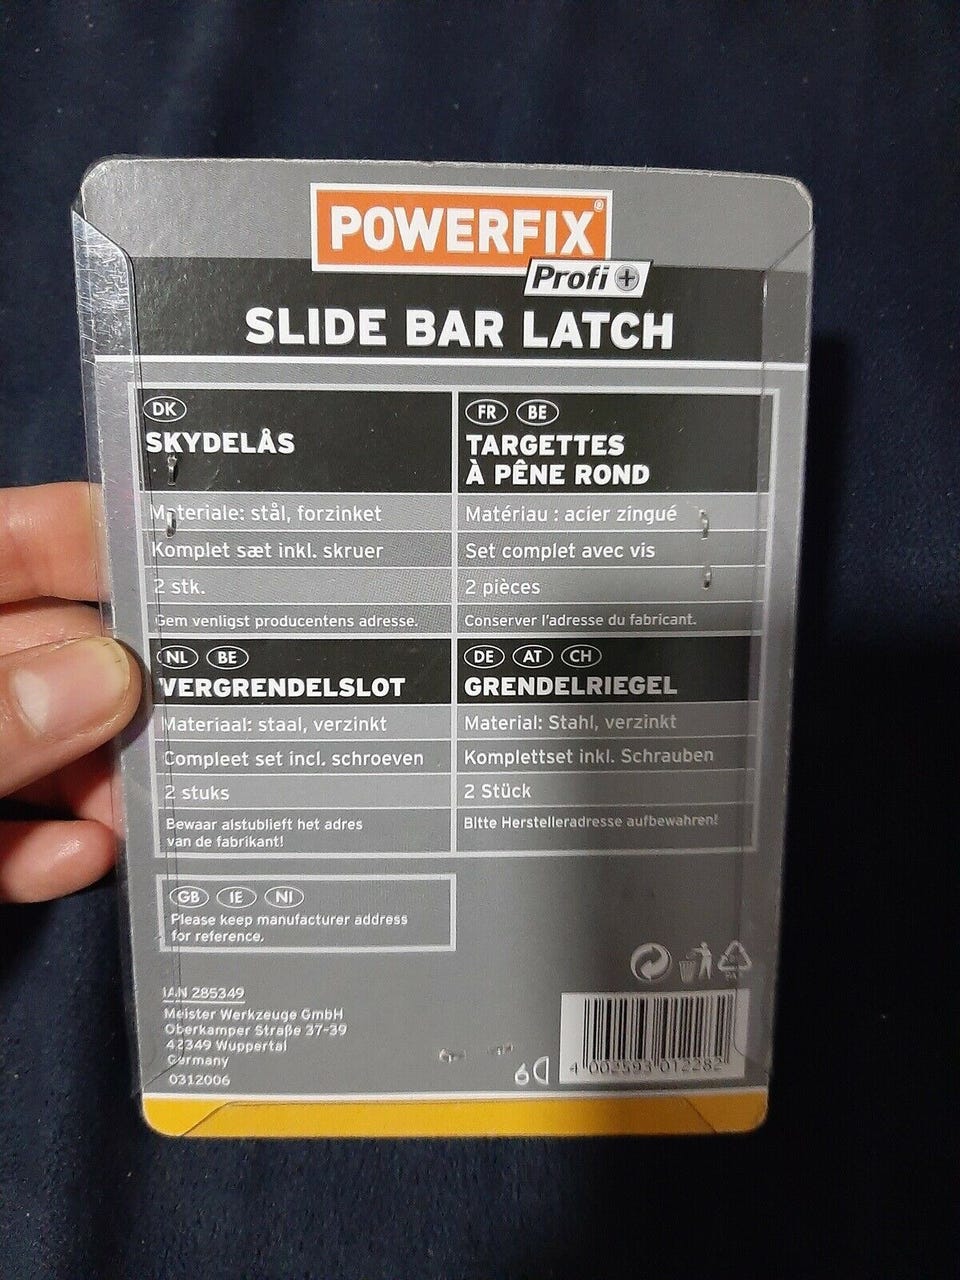 POWERFIX®
Profi+
SLIDE BAR LATCH
DK
SKYDELÅS
Materiale: stål, forzinket
Komplet sæt inkl. skruer
2 stk.
Gem venligst producentens adresse.
FR BE
TARGETTES
À PÊNE ROND
Matériau : acier zingué
Set complet avec vis
2 pièces
Conserver l'adresse du fabricant.
NL BE
VERGRENDELSLOT
Materiaal: staal, verzinkt
Compleet set incl. schroeven
2 stuks
Bewaar alstublieft het adres
van de fabrikant!
DE AT CH
GRENDELRIEGEL
Material: Stahl, verzinkt
Komplettset inkl. Schrauben
2 Stück
Bitte Herstelleradresse aufbewahren!
GB IE NI
Please keep manufacturer address
for reference.
IAN 285349
Meister Werkzeuge GmbH
Oberkamper Straße 37-39
42349 Wuppertal
Germany
0312006
4 002593 012282